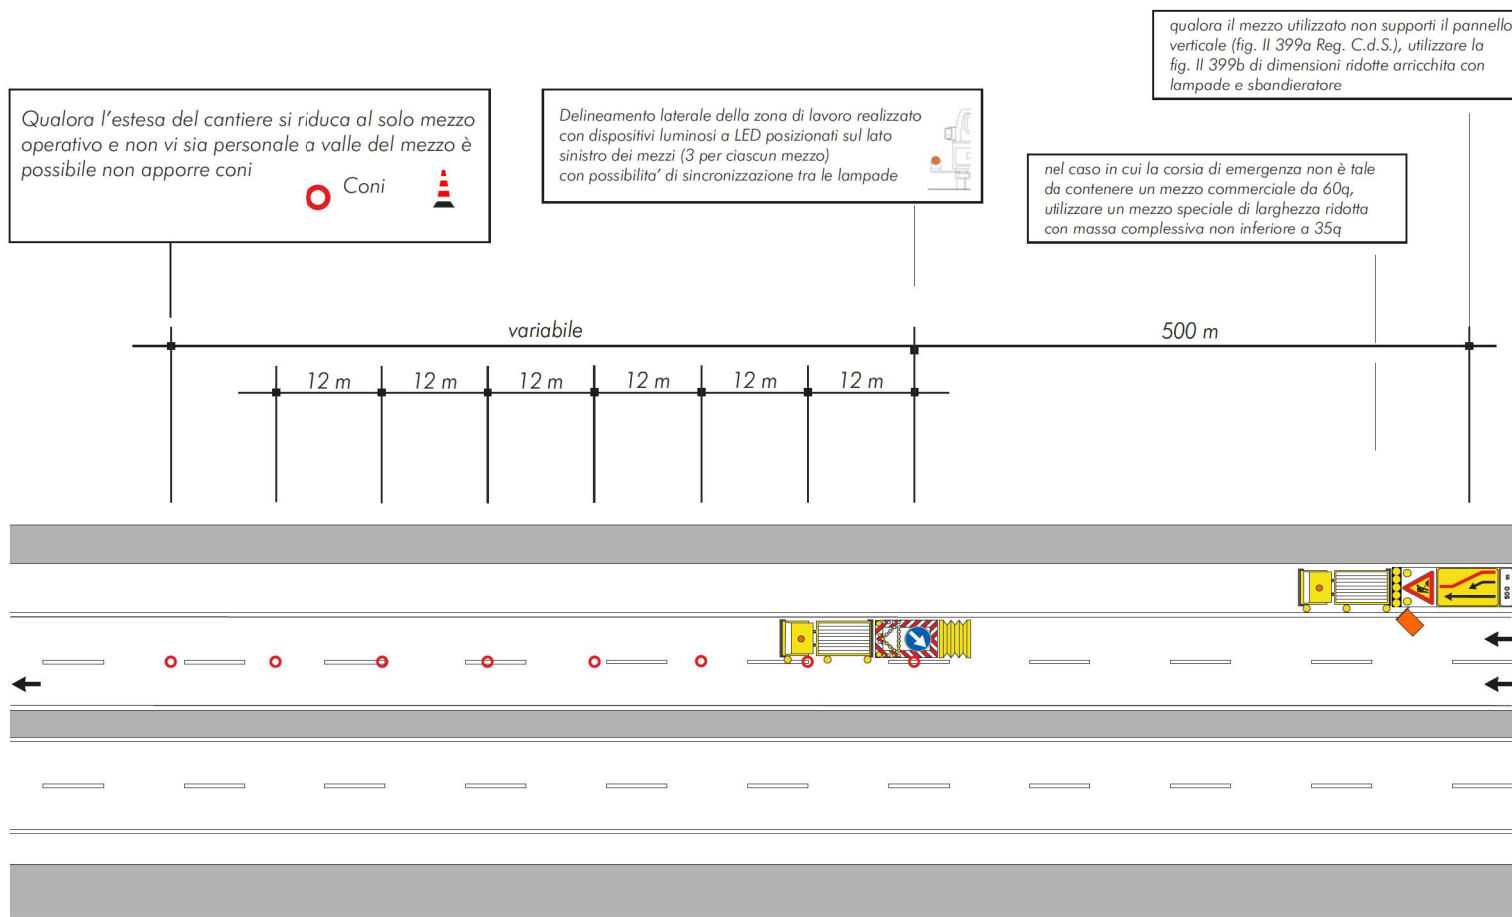 qualora il mezzo utilizzato non supporti il pannello
verticale (fig. II 399a Reg. C.d.S.), utilizzare la
fig. II 399b di dimensioni ridotte arricchita con
lampade e sbandieratore
Qualora l'estesa del cantiere si riduca al solo mezzo
operativo e non vi sia personale a valle del mezzo è
possibile non apporre coni
Coni
Delineamento laterale della zona di lavoro realizzato
con dispositivi luminosi a LED posizionati sul lato
sinistro dei mezzi (3 per ciascun mezzo)
con possibilita' di sincronizzazione tra le lampade
nel caso in cui la corsia di emergenza non è tale
da contenere un mezzo commerciale da 60q,
utilizzare un mezzo speciale di larghezza ridotta
con massa complessiva non inferiore a 35q
variabile
500 m
12 m
12 m
12 m
12 m
12 m
12 m
500 m